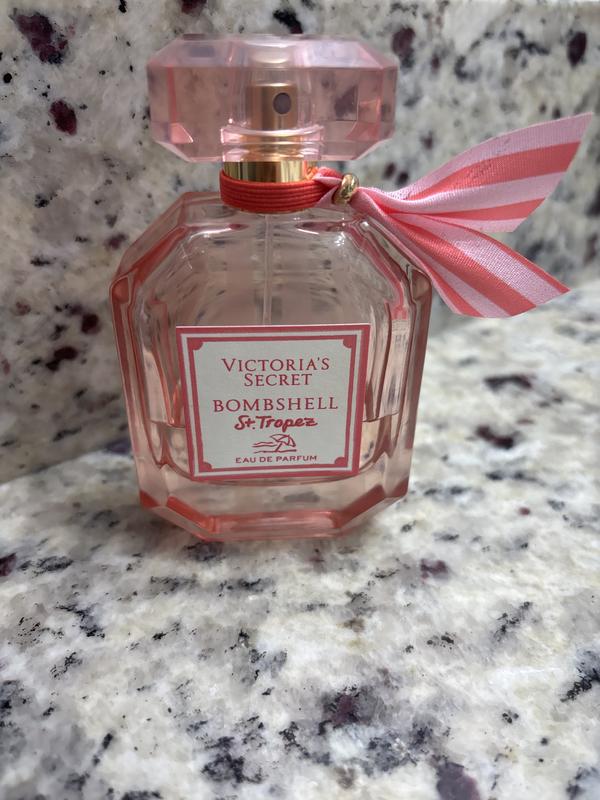 VICTORIA'S
SECRET
BOMBSHELL
St. Tropez
EAU DE PARFUM